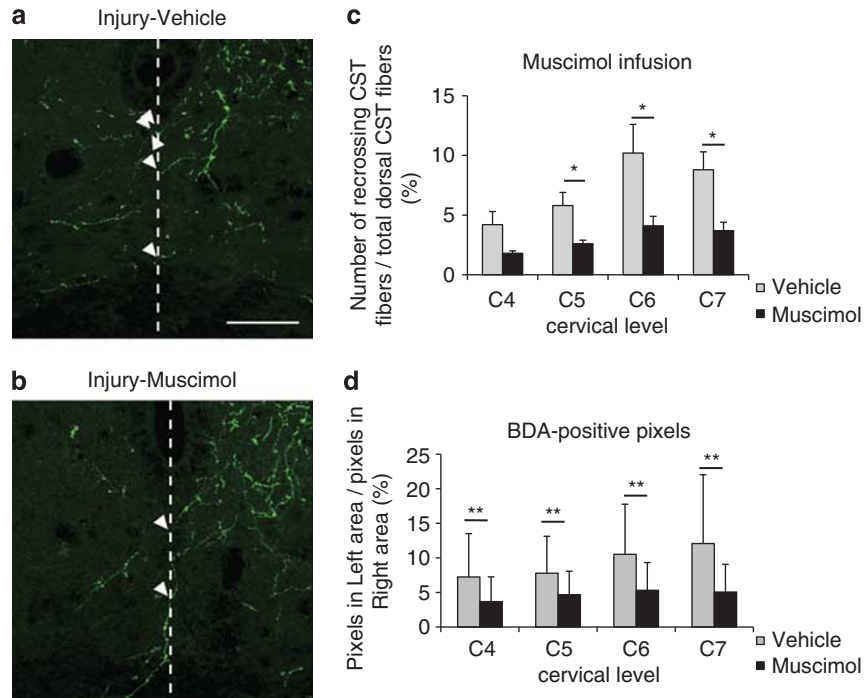 a
Injury-Vehicle
b
Injury-Muscimol
c
Muscimol infusion
Number of recrossing CST
fibers / total dorsal CST fibers
(%)
15
10
5
0
*
*
*
C4 C5 C6 C7
cervical level
Vehicle
Muscimol
d
BDA-positive pixels
Pixels in Left area / pixels in
Right area (%)
25
20
15
10
5
0
**
**
**
**
C4 C5 C6 C7
cervical level
Vehicle
Muscimol